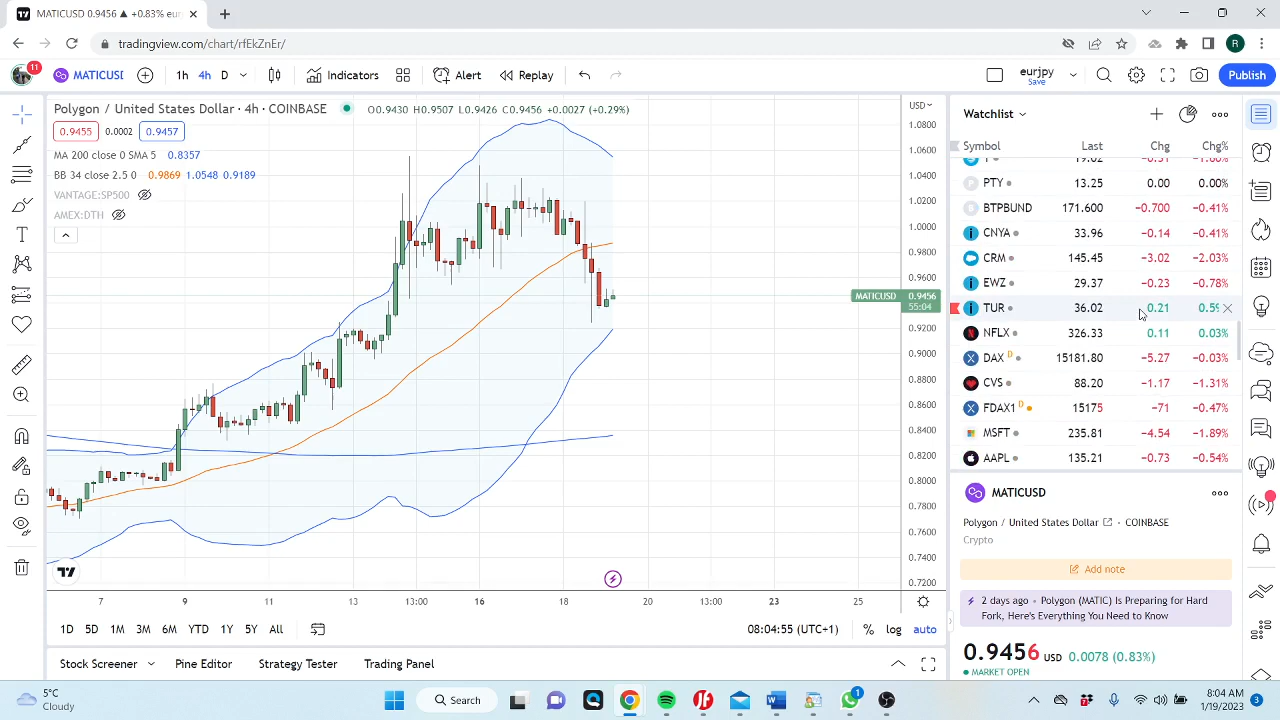 MATICUSD 0.9456 ▲ +0.83% eur
tradingview.com/chart/rfEkZnEr/
R
11
MATICUSI
1h 4h D
Indicators
Alert
Replay
eurjpy
Save
Publish
Polygon / United States Dollar · 4h · COINBASE
O0.9430 H0.9507 L0.9426 C0.9456 +0.0027 (+0.29%)
0.9455 0.0002 0.9457
MA 200 close 0 SMA 5 0.8357
BB 34 close 2.5 0 0.9869 1.0548 0.9189
VANTAGE:SP500
AMEX:DTH
USD
1.0800
1.0600
1.0400
1.0200
1.0000
0.9800
0.9600
MATICUSD 0.9456
55:04
0.9200
0.9000
0.8800
0.8600
0.8400
0.8200
0.8000
0.7800
0.7600
0.7400
0.7200
7 9 11 13 13:00 16 18 20 13:00 23 25
1D 5D 1M 3M 6M YTD 1Y 5Y All
08:04:55 (UTC+1) % log auto
Stock Screener
Pine Editor
Strategy Tester
Trading Panel
Watchlist
Symbol Last Chg Chg%
PTY 13.25 0.00 0.00%
BTPBUND 171.600 −0.700 −0.41%
CNYA 33.96 −0.14 −0.41%
CRM 145.45 −3.02 −2.03%
EWZ 29.37 −0.23 −0.78%
TUR 36.02 0.21 0.59
NFLX 326.33 0.11 0.03%
DAX D 15181.80 −5.27 −0.03%
CVS 88.20 −1.17 −1.31%
FDAX1 D 15175 −71 −0.47%
MSFT 235.81 −4.54 −1.89%
AAPL 135.21 −0.73 −0.54%
MATICUSD
Polygon / United States Dollar · COINBASE
Crypto
Add note
2 days ago · Polygon (MATIC) Is Preparing for Hard
Fork, Here's Everything You Need to Know
0.9456 USD 0.0078 (0.83%)
MARKET OPEN
5°C
Cloudy
Search
1
8:04 AM
1/19/2023
3